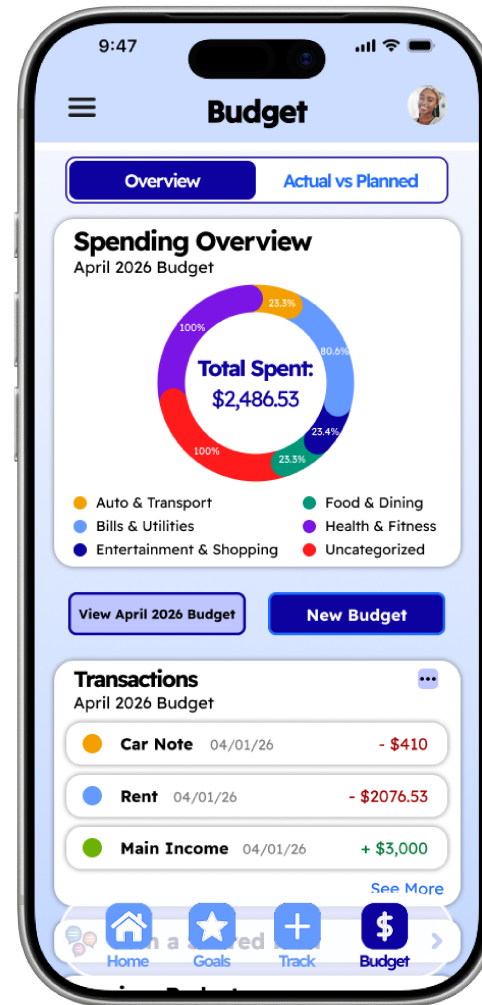 9:47
Budget
Overview
Actual vs Planned
Spending Overview
April 2026 Budget
23.3%
100%
80.6%
Total Spent:
$2,486.53
23.4%
100%
23.3%
Auto & Transport
Food & Dining
Bills & Utilities
Health & Fitness
Entertainment & Shopping
Uncategorized
View April 2026 Budget
New Budget
Transactions
April 2026 Budget
Car Note 04/01/26 - $410
Rent 04/01/26 - $2076.53
Main Income 04/01/26 + $3,000
See More
Home
Goals
Track
Budget